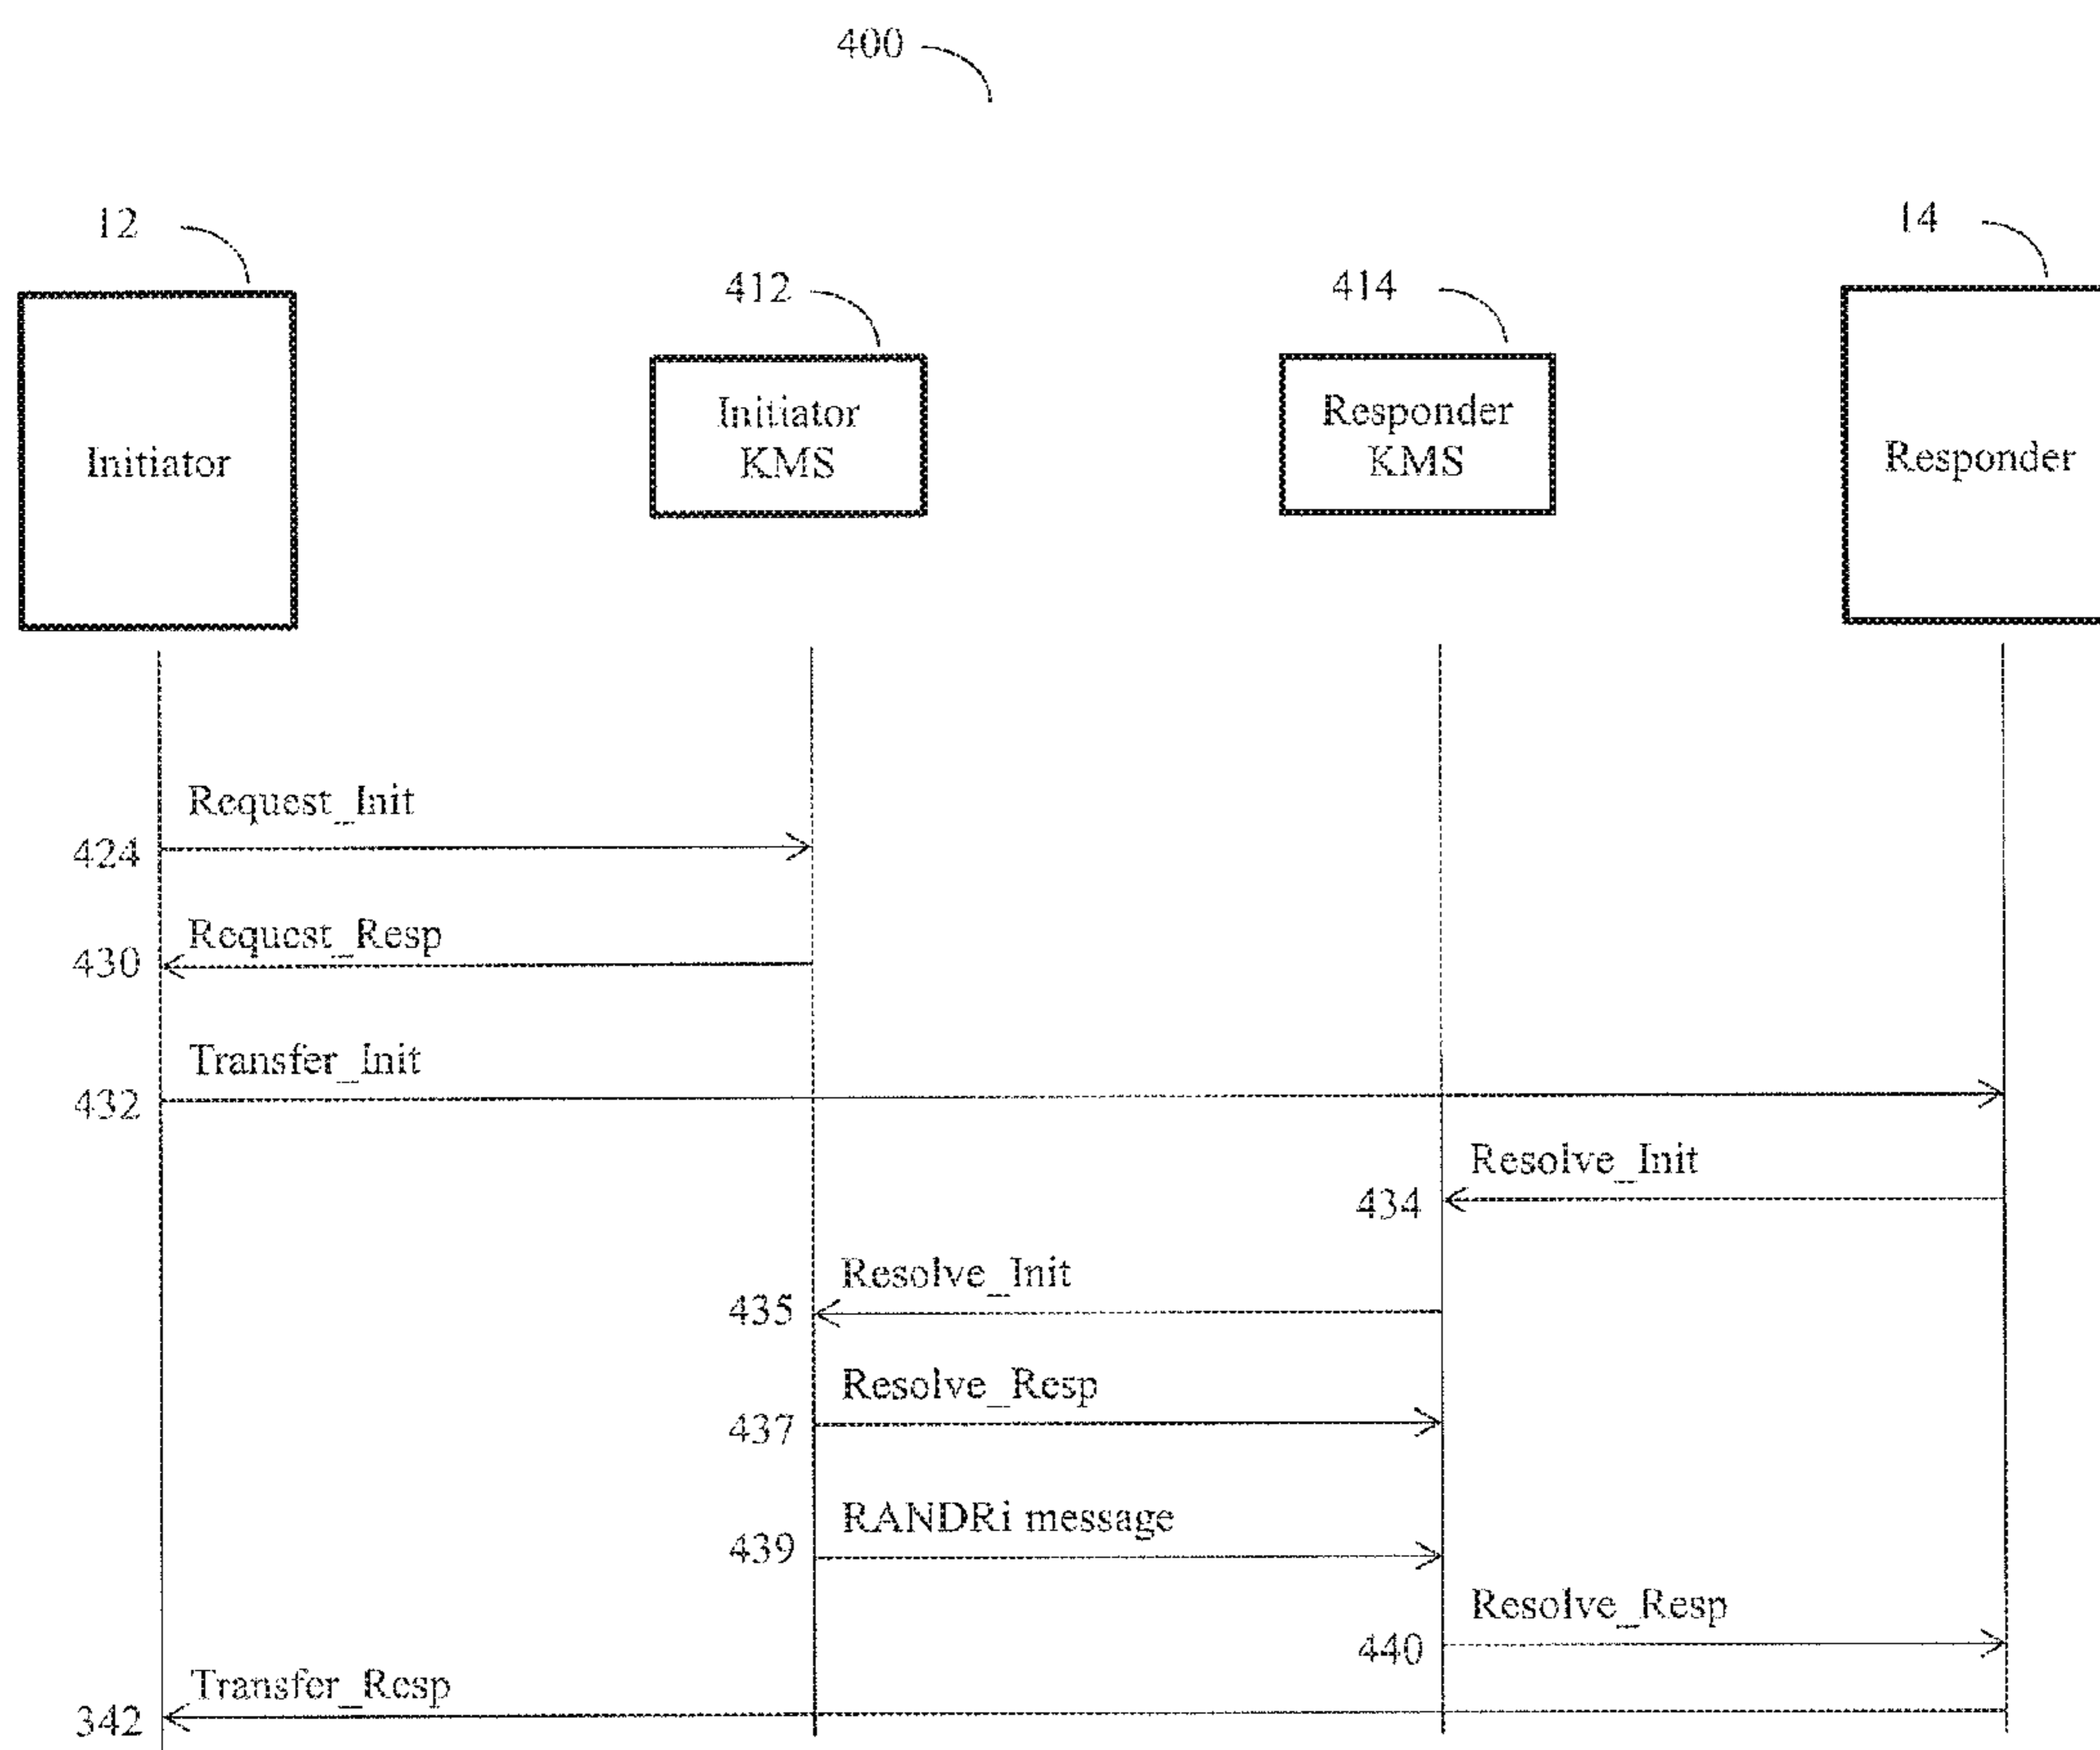 400
12
14
412
414
Initiator
Initiator
KMS
Responder
KMS
Responder
Request_Init
424
Request_Resp
430
Transfer_Init
432
Resolve_Init
434
Resolve_Init
435
Resolve_Resp
437
RANDRi message
439
Resolve_Resp
440
Transfer_Resp
342